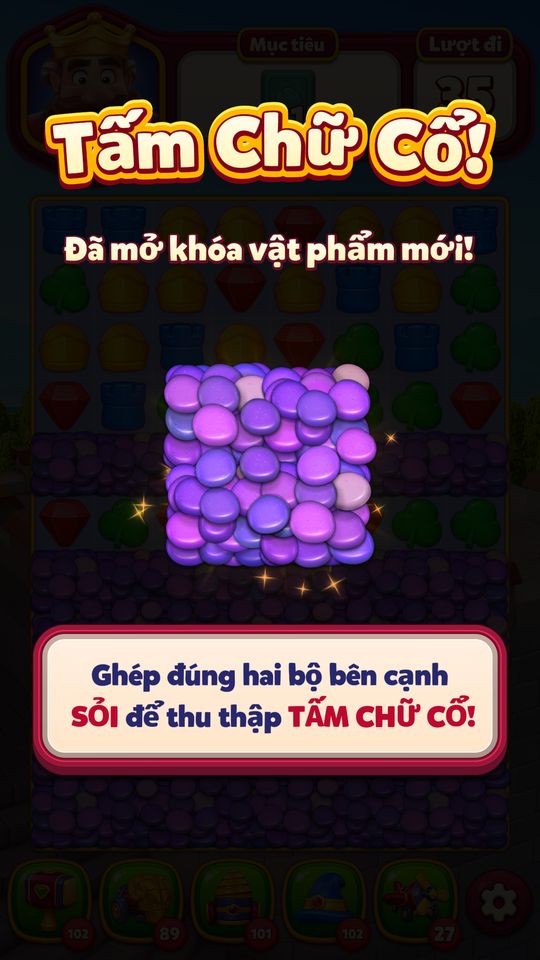 Mục tiêu
Lượt đi
35
Tấm Chữ Cổ!
Đã mở khóa vật phẩm mới!
Ghép đúng hai bộ bên cạnh
SỎI để thu thập TẤM CHỮ CỔ!
102
89
101
102
27